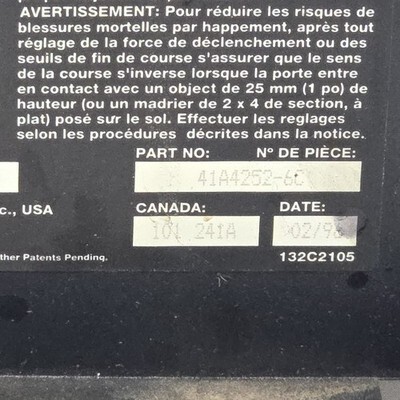 AVERTISSEMENT: Pour réduire les risques de
blessures mortelles par happement, après tout
réglage de la force de déclenchement ou des
seuils de fin de course s'assurer que le sens
de la course s'inverse lorsque la porte entre
en contact avec un object de 25 mm (1 po) de
hauteur (ou un madrier de 2 x 4 de section, à
plat) posé sur le sol. Effectuer les reglages
selon les procédures décrites dans la notice.
PART NO: Nº DE PIÈCE:
41A4252-6C
c., USA
CANADA: DATE:
101 241A 02/96
ther Patents Pending. 132C2105